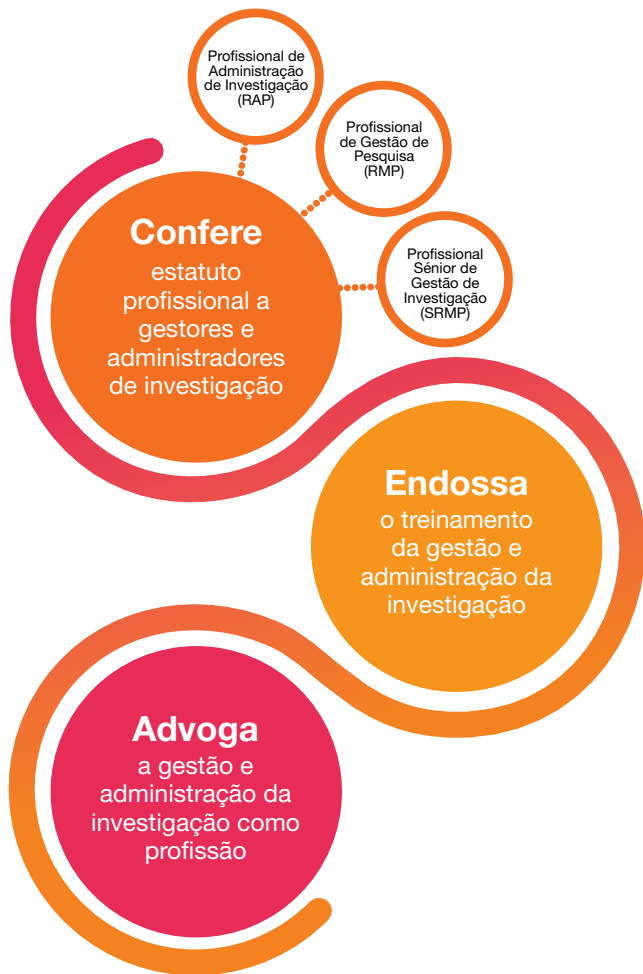 Profissional de
Administração
de Investigação
(RAP)
Profissional
de Gestão de
Pesquisa
(RMP)
Profissional
Sénior de
Gestão de
Investigação
(SRMP)
Confere
estatuto
profissional a
gestores e
administradores
de investigação
Endossa
o treinamento
da gestão e
administração da
investigação
Advoga
a gestão e
administração da
investigação como
profissão